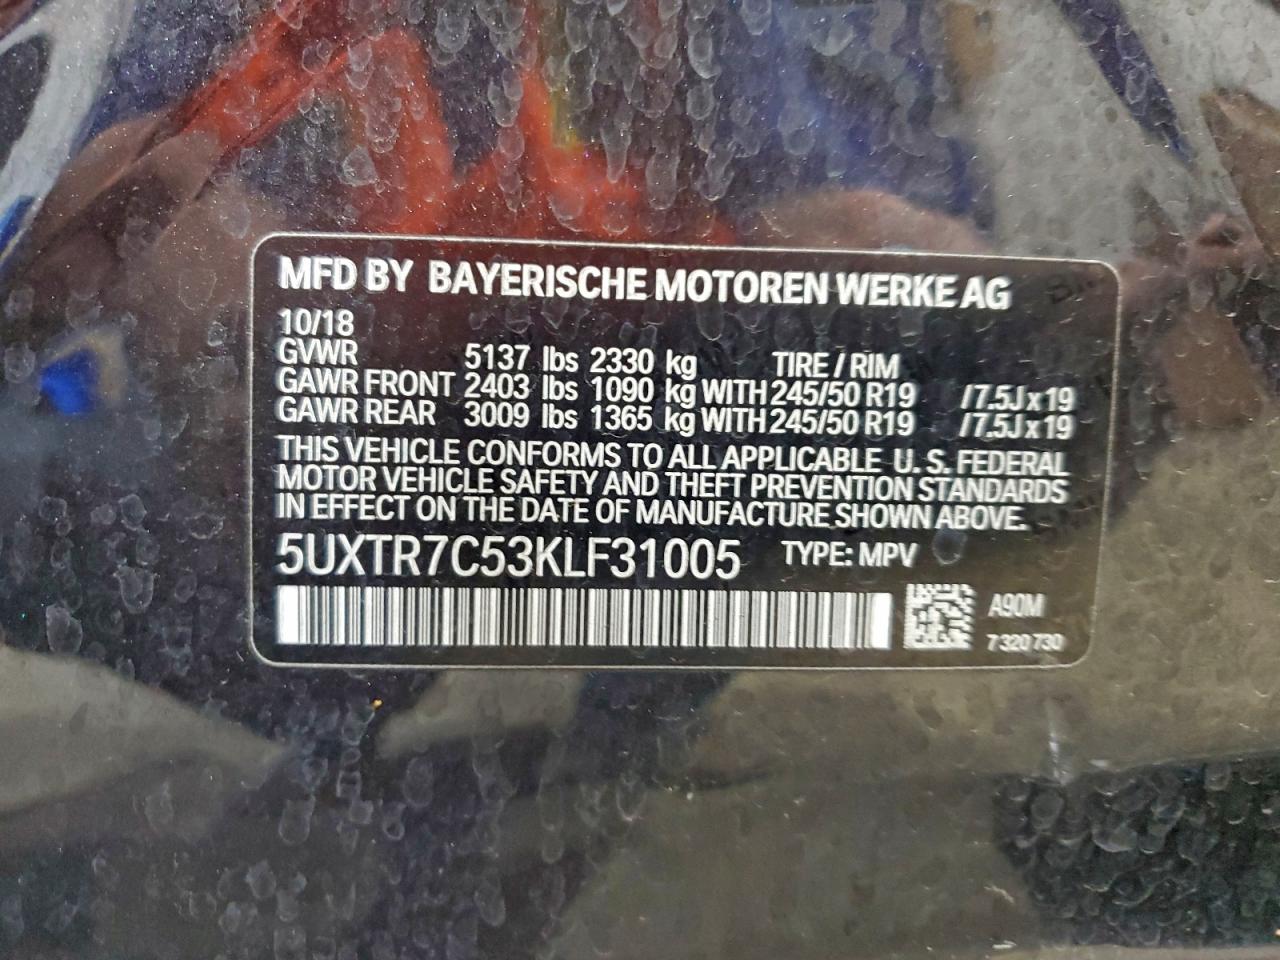 MFD BY BAYERISCHE MOTOREN WERKE AG
10/18
GVWR 5137 lbs 2330 kg TIRE / RIM
GAWR FRONT 2403 lbs 1090 kg WITH 245/50 R19 /7.5J x 19
GAWR REAR 3009 lbs 1365 kg WITH 245/50 R19 /7.5J x 19
THIS VEHICLE CONFORMS TO ALL APPLICABLE U. S. FEDERAL
MOTOR VEHICLE SAFETY AND THEFT PREVENTION STANDARDS
IN EFFECT ON THE DATE OF MANUFACTURE SHOWN ABOVE.
5UXTR7C53KLF31005 TYPE: MPV
A90M
7 320 730